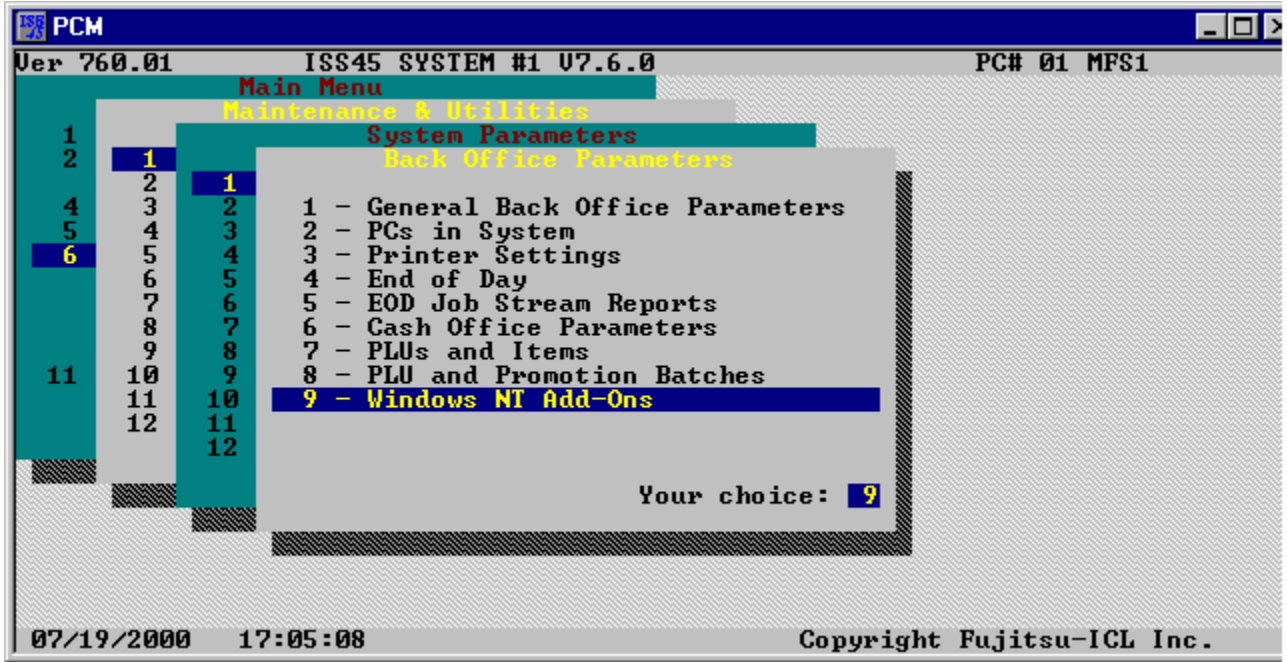 PCM
Ver 760.01 ISS45 SYSTEM #1 V7.6.0 PC# 01 MFS1
Main Menu
Maintenance & Utilities
System Parameters
Back Office Parameters
1
2
4
5
6
11
1
2
3
4
5
6
7
8
9
10
11
12
1
2
3
4
5
6
7
8
9
10
11
12
1 - General Back Office Parameters
2 - PCs in System
3 - Printer Settings
4 - End of Day
5 - EOD Job Stream Reports
6 - Cash Office Parameters
7 - PLUs and Items
8 - PLU and Promotion Batches
9 - Windows NT Add-Ons
Your choice: 9
07/19/2000 17:05:08 Copyright Fujitsu-ICL Inc.